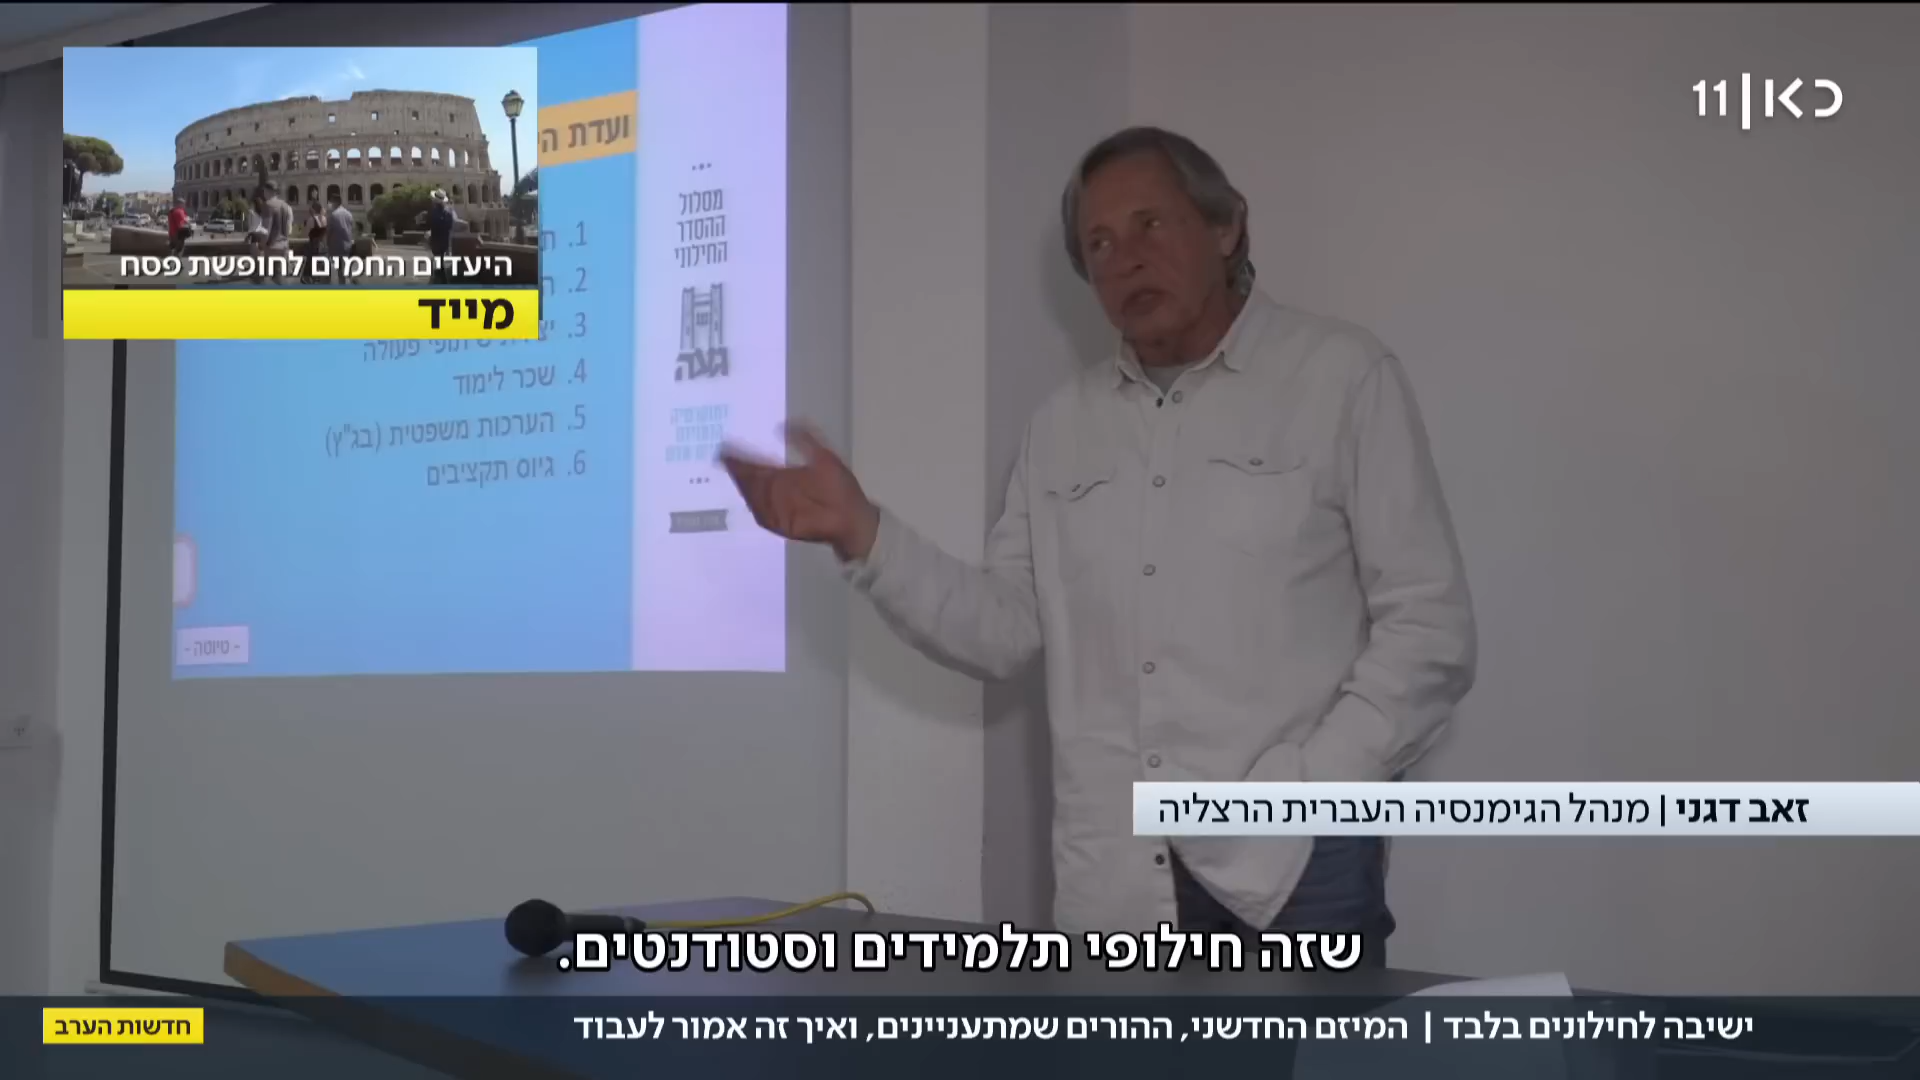 כאן | 11
היעדים החמים לחופשת פסח
מייד
ועדת
מסלול
ההסדר
החילוני
געה
1.
2.
3.
פעולה
4. שכר לימוד
5. הערכות משפטית (בג"ץ)
6. גיוס תקציבים
- טיוטה -
זאב דגני | מנהל הגימנסיה העברית הרצליה
שזה חילופי תלמידים וסטודנטים.
ישיבה לחילונים בלבד | המיזם החדשני, ההורים שמתעניינים, ואיך זה אמור לעבוד
חדשות הערב